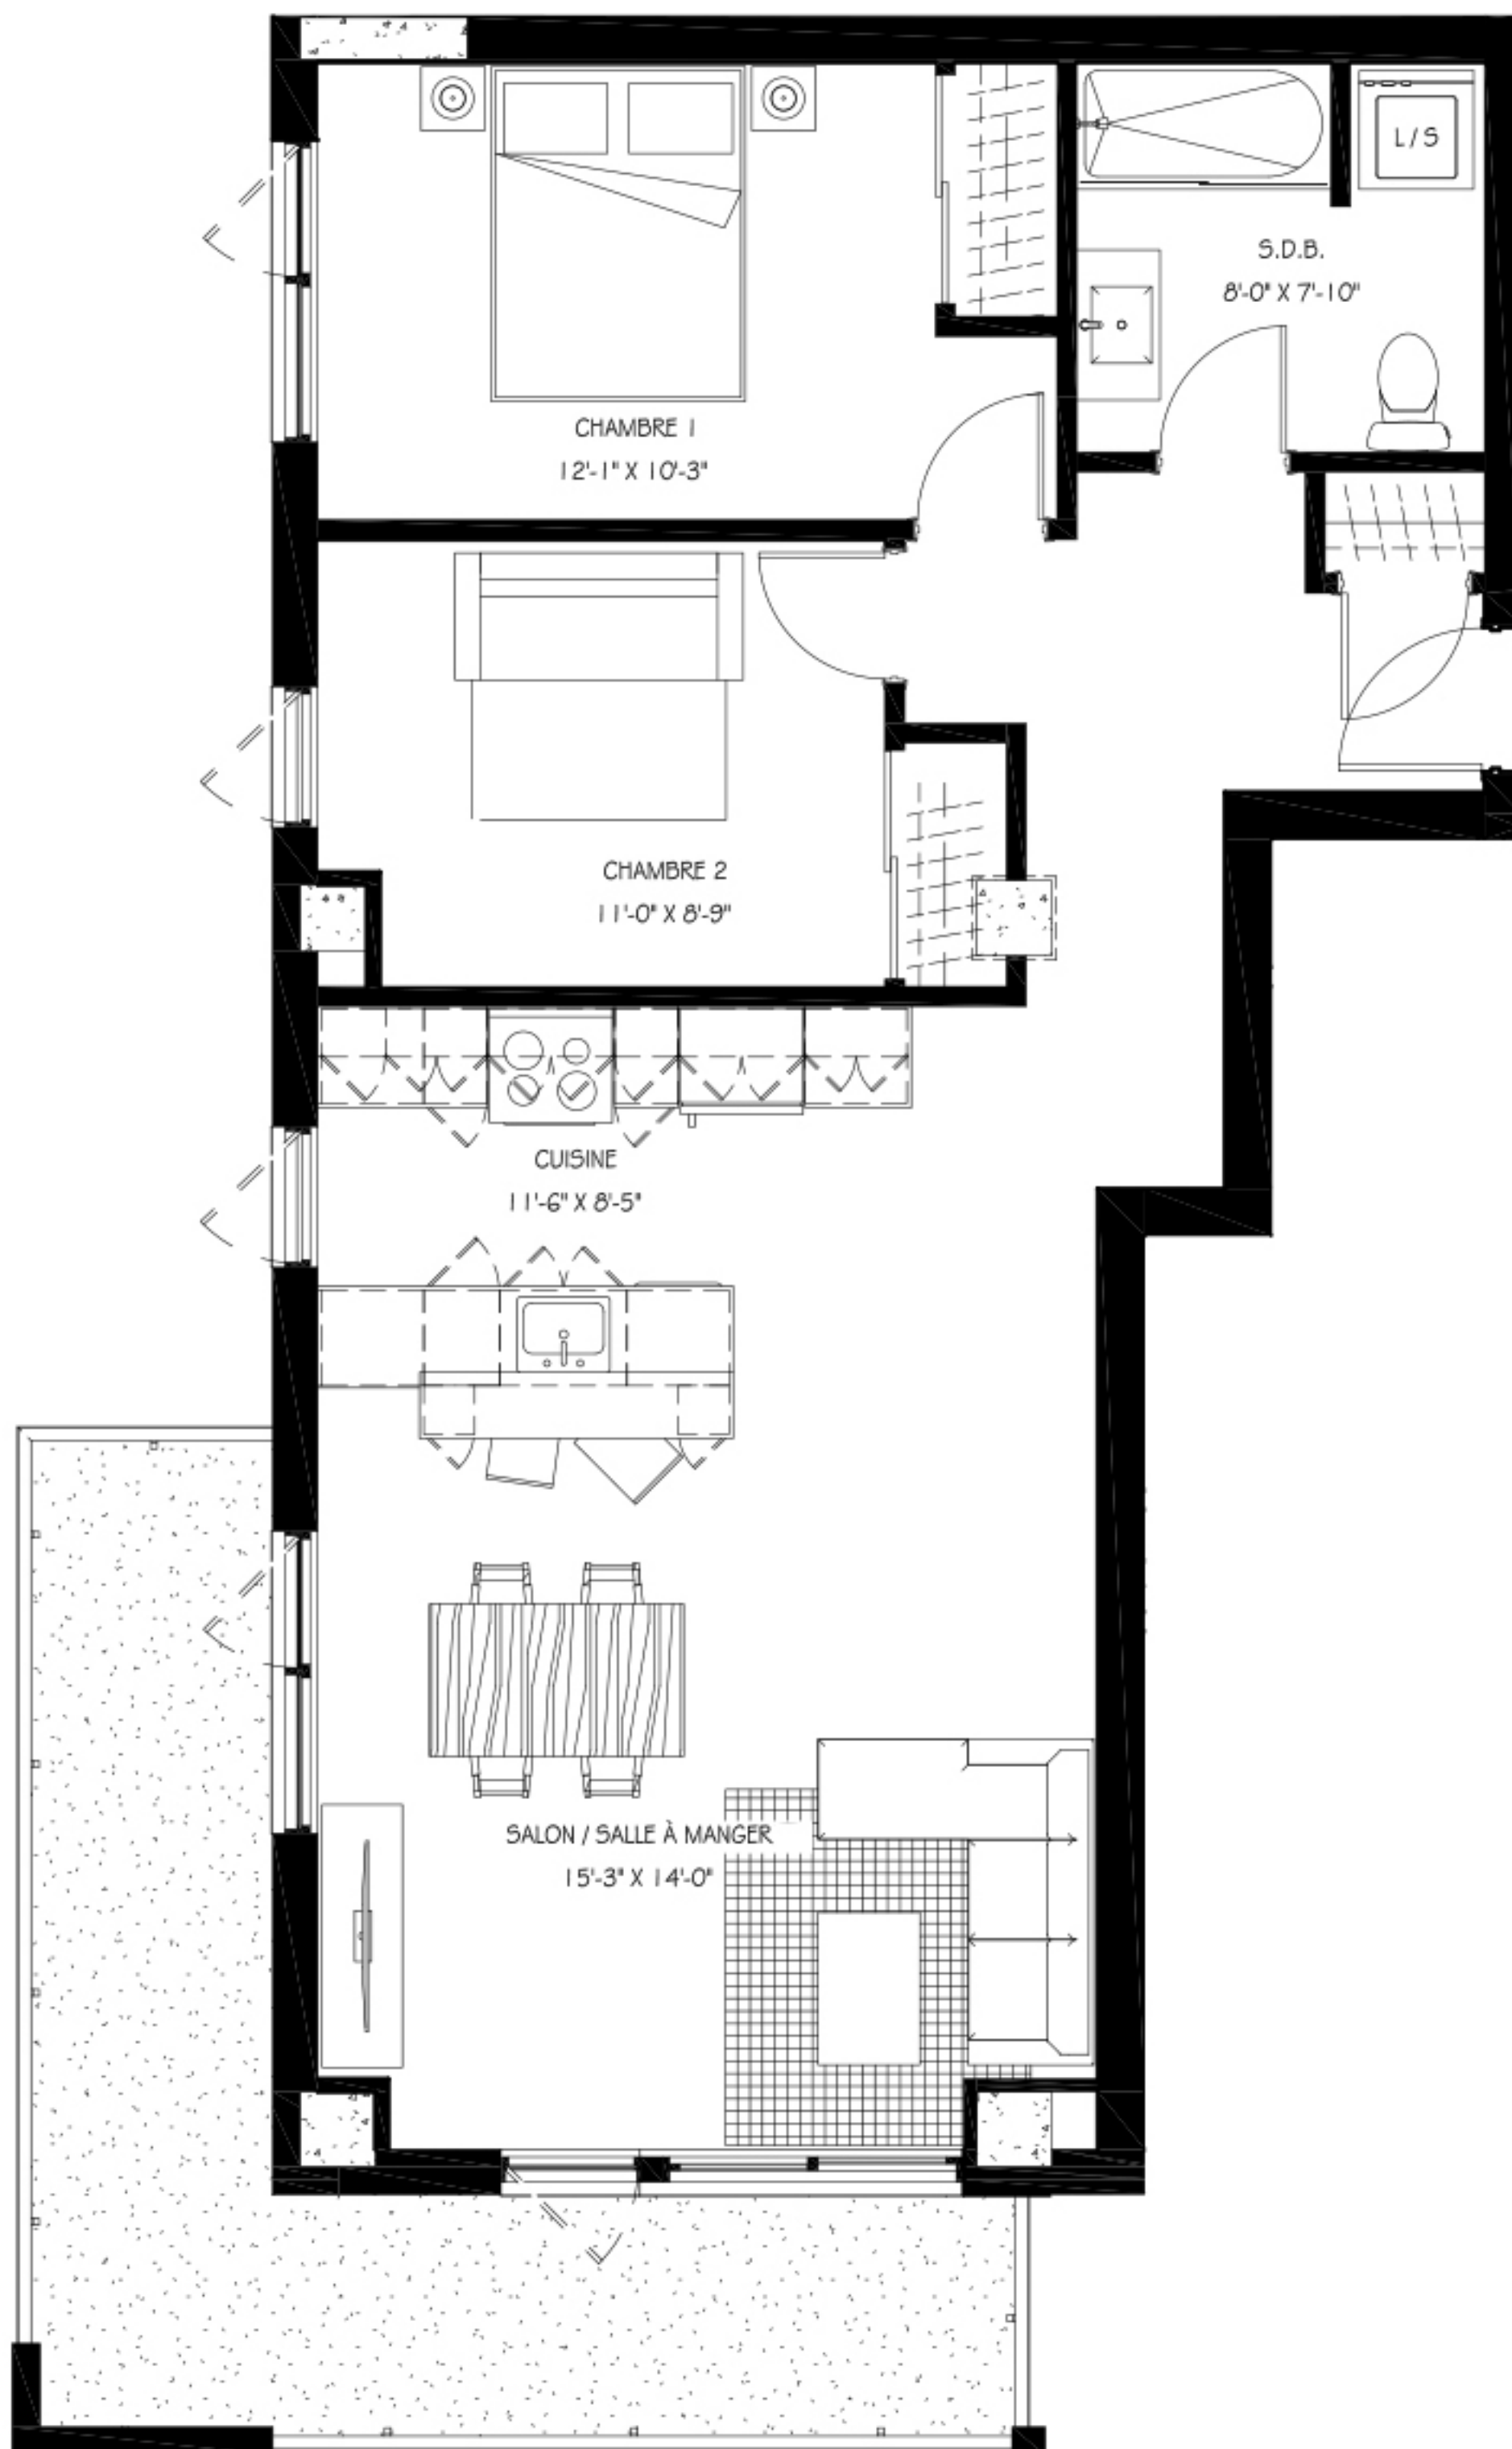 L / S
S.D.B.
8'-0" X 7'-10"
CHAMBRE 1
12'-1" X 10'-3"
CHAMBRE 2
11'-0" X 8'-9"
CUISINE
11'-6" X 8'-5"
SALON / SALLE À MANGER
15'-3" X 14'-0"